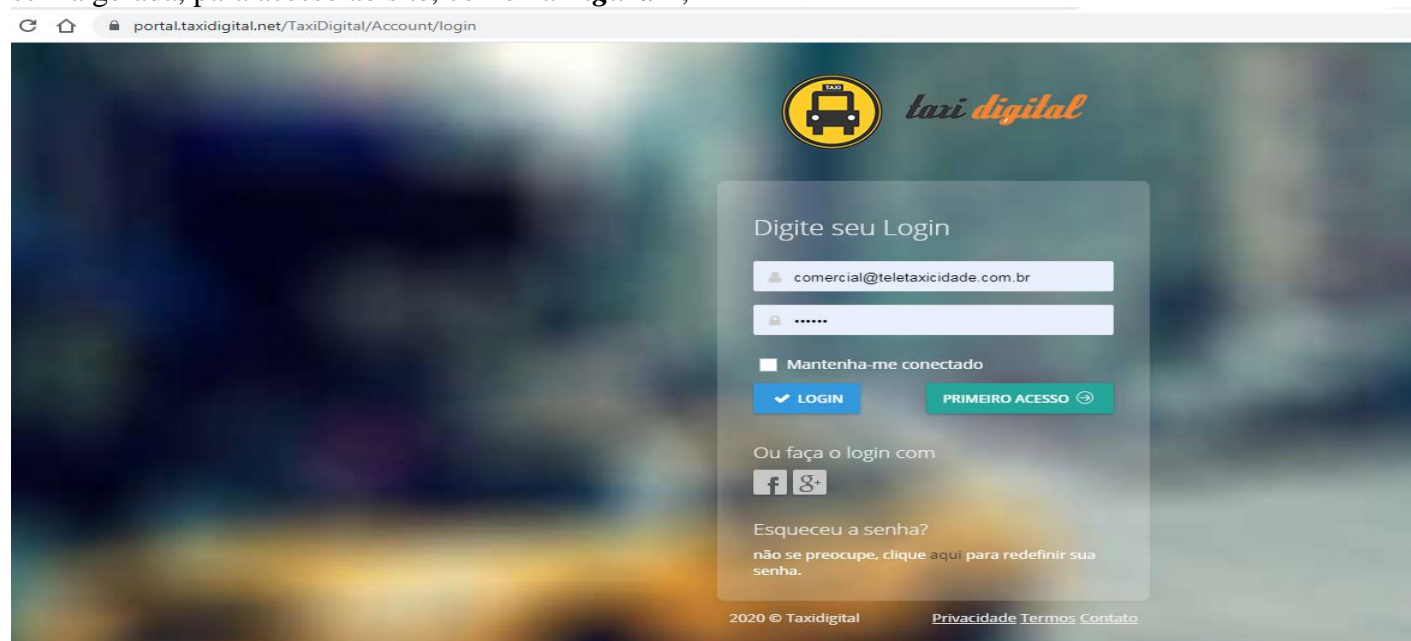 portal.taxidigital.net/TaxiDigital/Account/login
TAXI
taxi digital
Digite seu Login
comercial@teletaxicidade.com.br
••••••
Mantenha-me conectado
LOGIN
PRIMEIRO ACESSO
Ou faça o login com
f g+
Esqueceu a senha?
não se preocupe, clique aqui para redefinir sua
senha.
2020 © Taxidigital
Privacidade Termos Contato